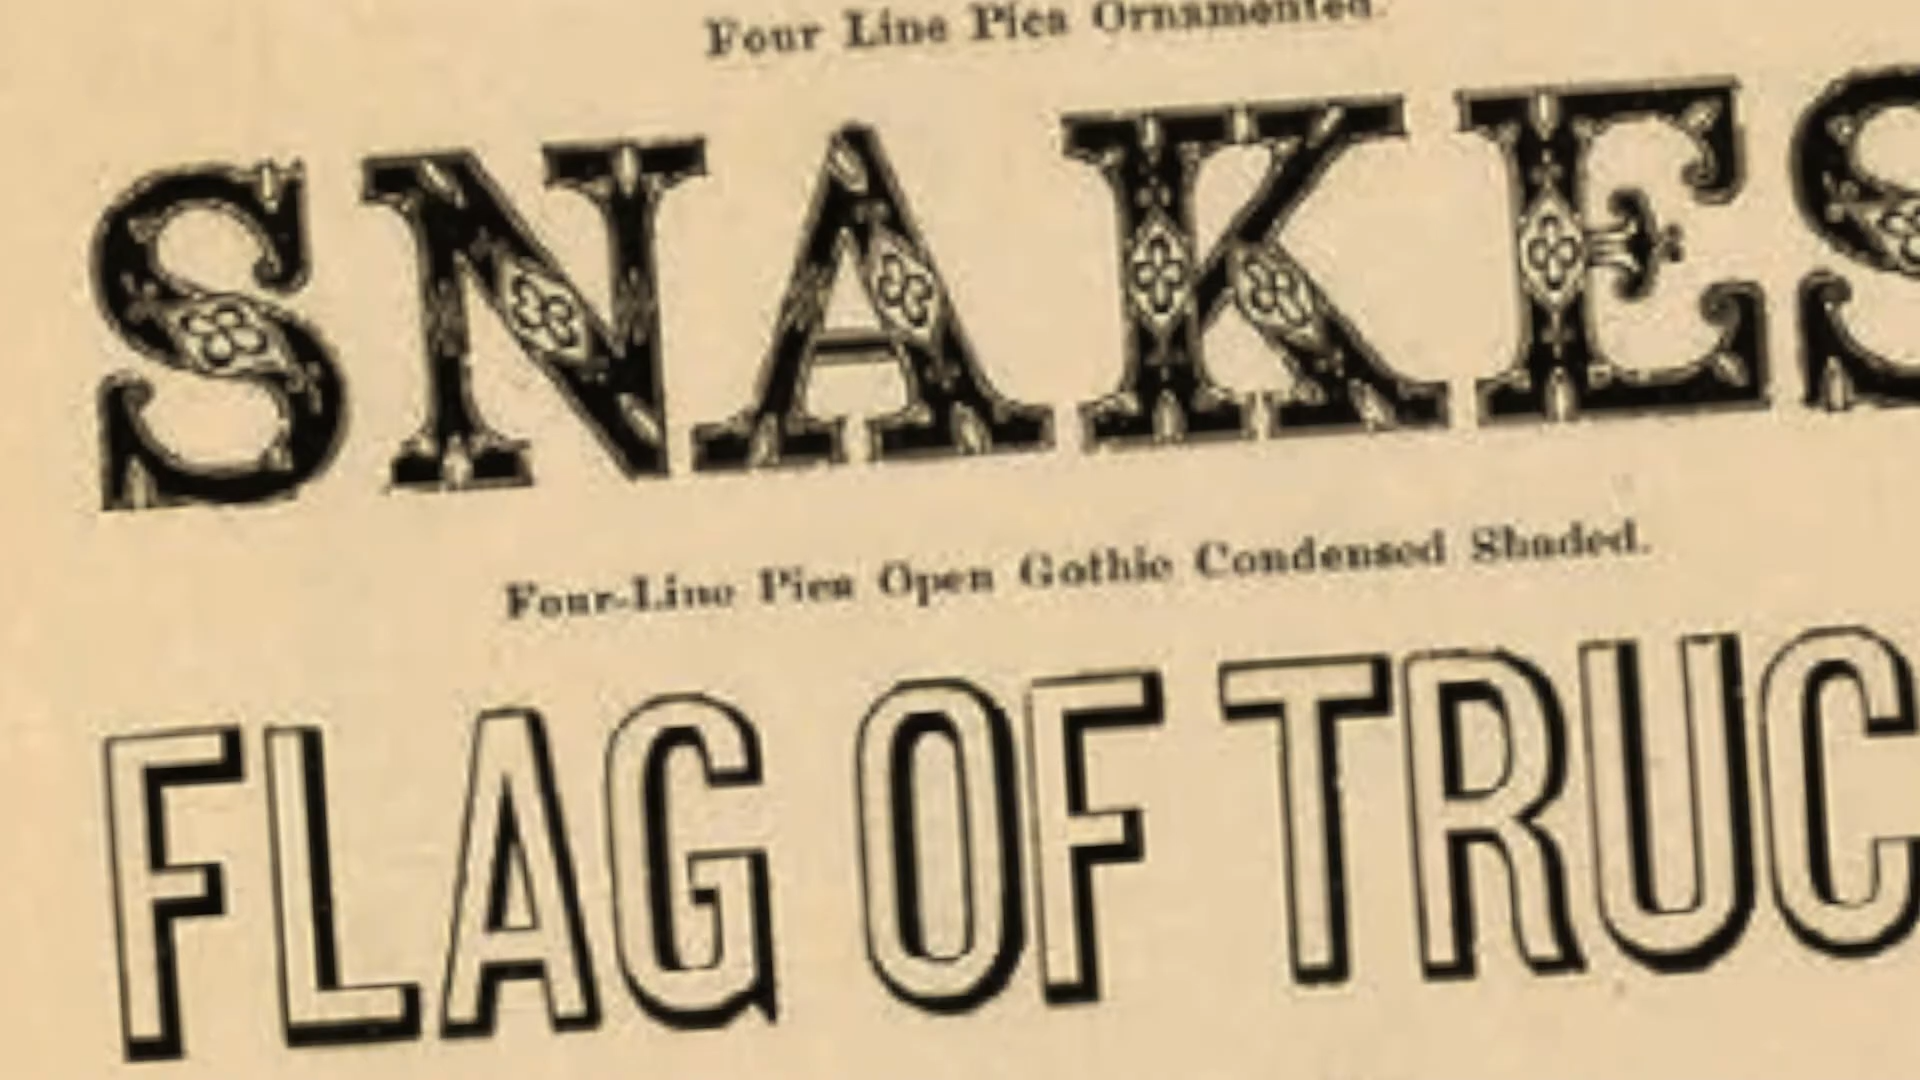 Four Line Pica Ornamented.
SNAKES
Four-Line Pica Open Gothic Condensed Shaded.
FLAG OF TRUC